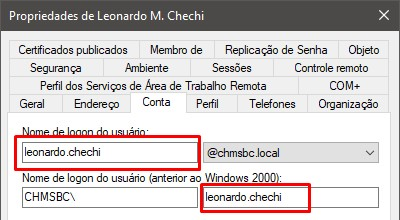 Propriedades de Leonardo M. Chechi
Certificados publicados Membro de Replicação de Senha Objeto
Segurança Ambiente Sessões Controle remoto
Perfil dos Serviços de Área de Trabalho Remota COM+
Geral Endereço Conta Perfil Telefones Organização
Nome de logon do usuário:
leonardo.chechi @chmsbc.local
Nome de logon do usuário (anterior ao Windows 2000):
CHMSBC\ leonardo.chechi